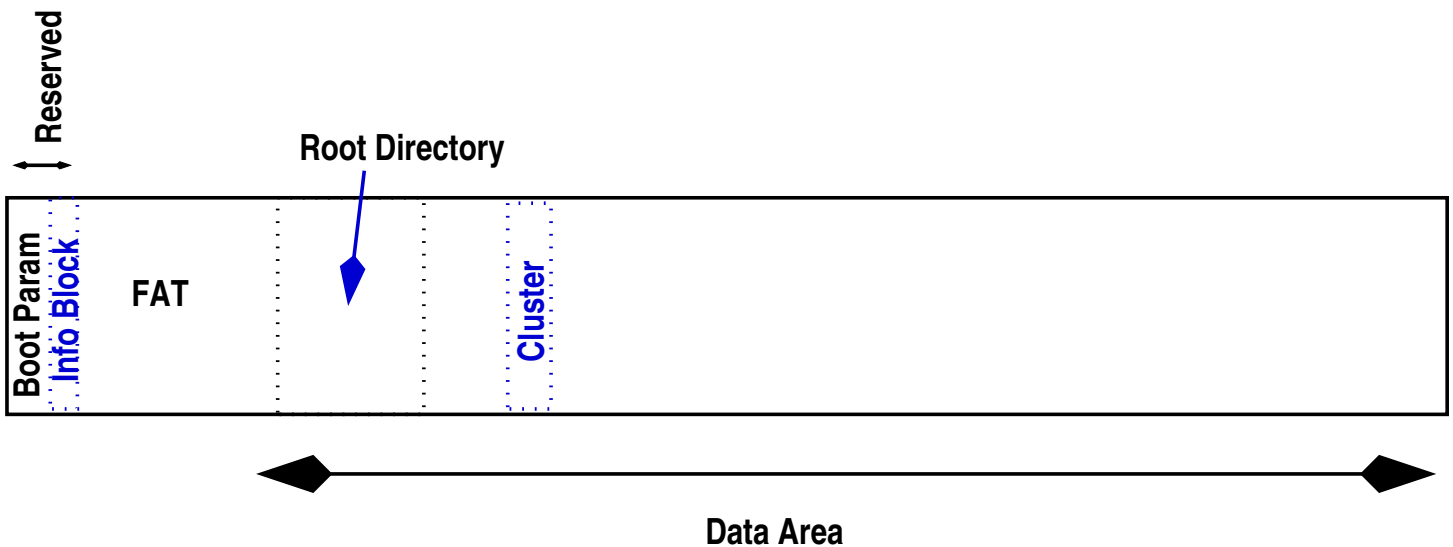 Reserved
Root Directory
Boot Param
Info Block
FAT
Cluster
Data Area